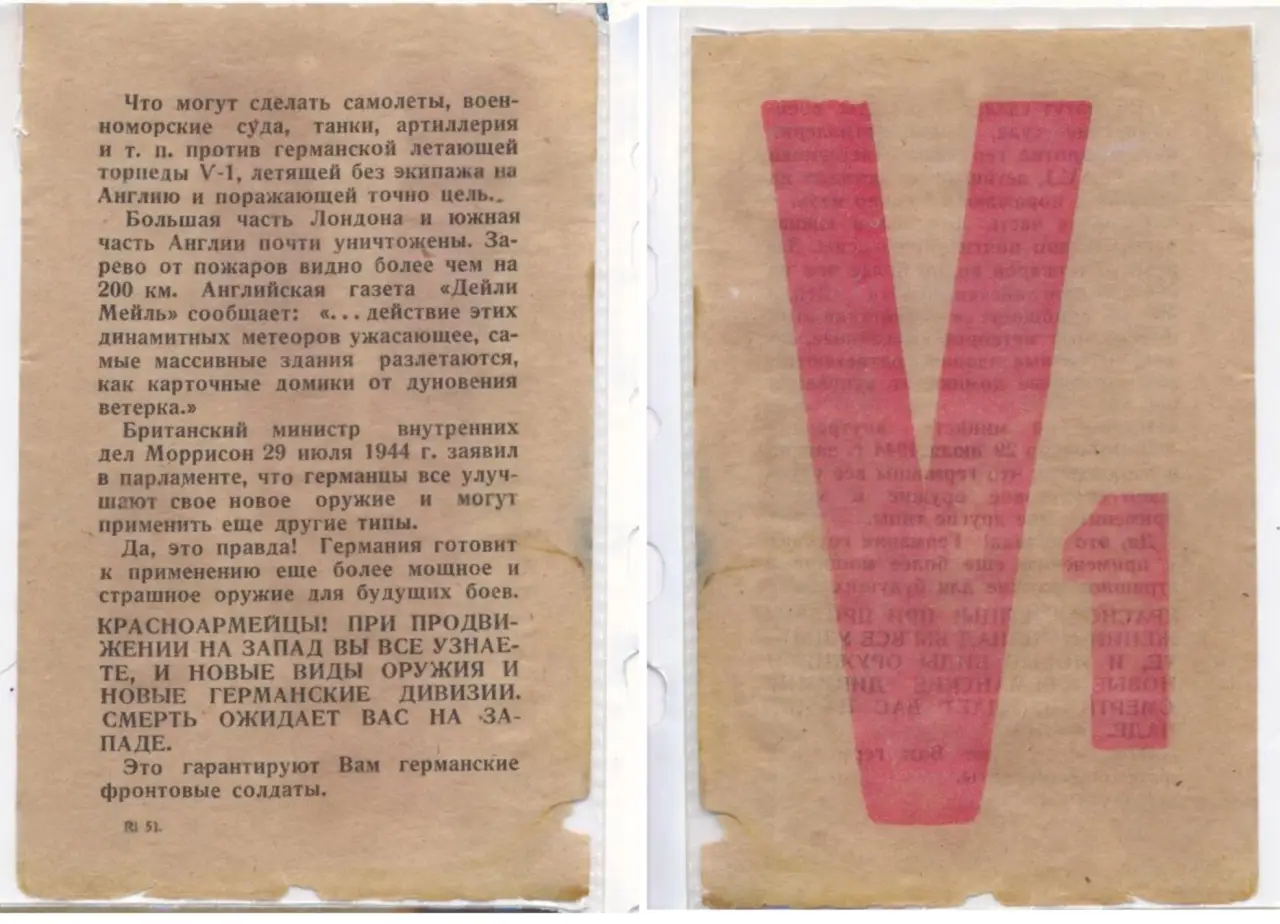 Что могут сделать самолеты, воен-
номорские суда, танки, артиллерия
и т. п. против германской летающей
торпеды V-1, летящей без экипажа на
Англию и поражающей точно цель..
Большая часть Лондона и южная
часть Англии почти уничтожены. За-
рево от пожаров видно более чем на
200 км. Английская газета «Дейли
Мейль» сообщает: «...действие этих
динамитных метеоров ужасающее, са-
мые массивные здания разлетаются,
как карточные домики от дуновения
ветерка.»
Британский министр внутренних
дел Моррисон 29 июля 1944 г. заявил
в парламенте, что германцы все улуч-
шают свое новое оружие и могут
применить еще другие типы.
Да, это правда! Германия готовит
к применению еще более мощное и
страшное оружие для будущих боев.
КРАСНОАРМЕЙЦЫ! ПРИ ПРОДВИ-
ЖЕНИИ НА ЗАПАД ВЫ ВСЕ УЗНАЕ-
ТЕ, И НОВЫЕ ВИДЫ ОРУЖИЯ И
НОВЫЕ ГЕРМАНСКИЕ ДИВИЗИИ.
СМЕРТЬ ОЖИДАЕТ ВАС НА ЗА-
ПАДЕ.
Это гарантируют Вам германские
фронтовые солдаты.
RI 51.
V1